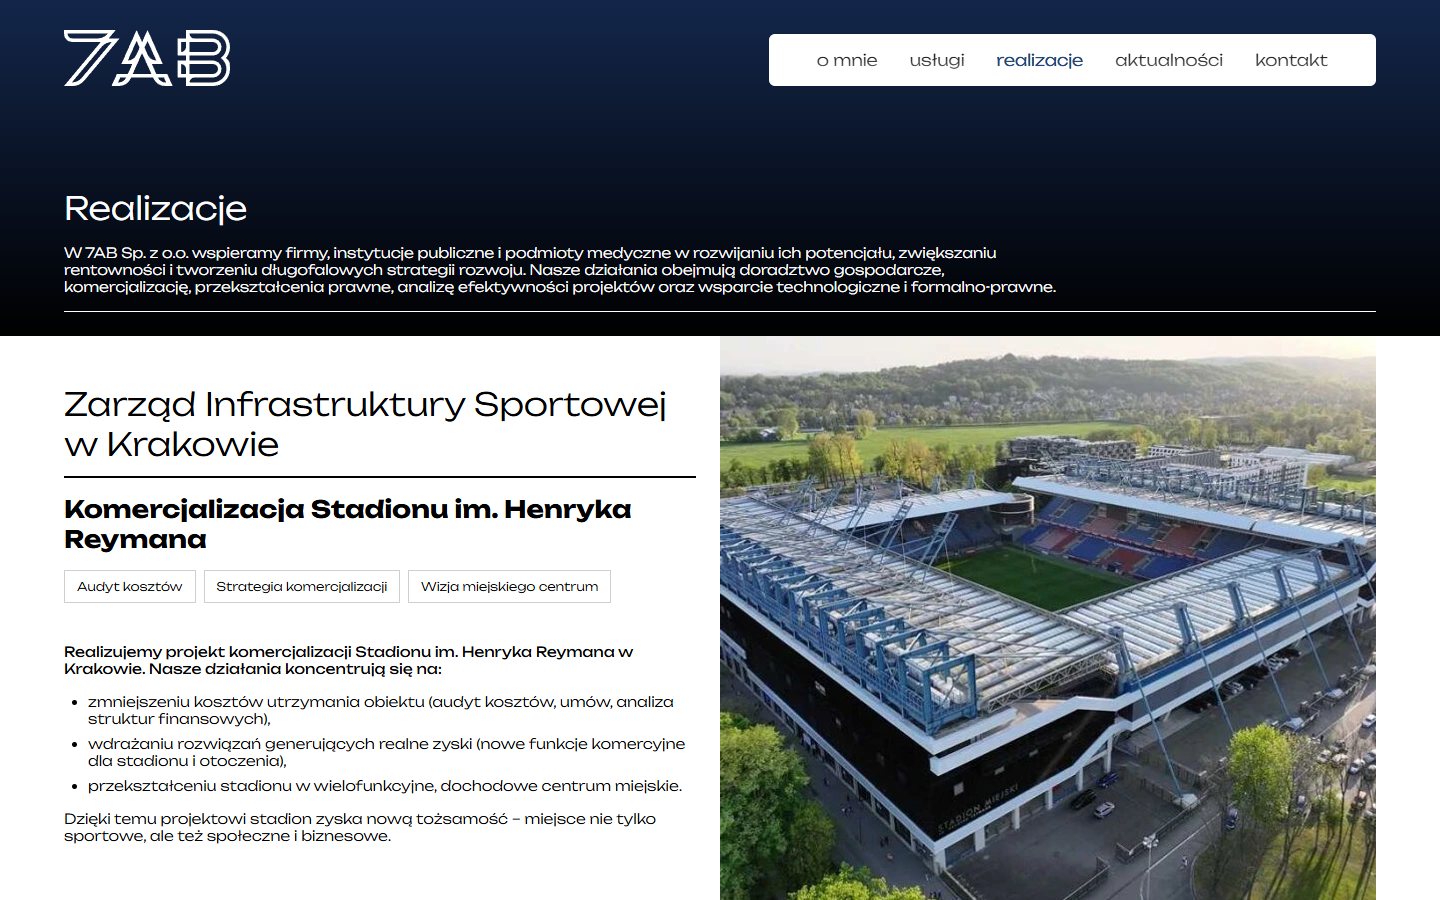 7AB
o mnie usługi realizacje aktualności kontakt
Realizacje
W 7AB Sp. z o.o. wspieramy firmy, instytucje publiczne i podmioty medyczne w rozwijaniu ich potencjału, zwiększaniu
rentowności i tworzeniu długofalowych strategii rozwoju. Nasze działania obejmują doradztwo gospodarcze,
komercjalizację, przekształcenia prawne, analizę efektywności projektów oraz wsparcie technologiczne i formalno-prawne.
Zarząd Infrastruktury Sportowej
w Krakowie
Komercjalizacja Stadionu im. Henryka
Reymana
Audyt kosztów
Strategia komercjalizacji
Wizja miejskiego centrum
Realizujemy projekt komercjalizacji Stadionu im. Henryka Reymana w
Krakowie. Nasze działania koncentrują się na:
• zmniejszeniu kosztów utrzymania obiektu (audyt kosztów, umów, analiza
struktur finansowych),
• wdrażaniu rozwiązań generujących realne zyski (nowe funkcje komercyjne
dla stadionu i otoczenia),
• przekształceniu stadionu w wielofunkcyjne, dochodowe centrum miejskie.
Dzięki temu projektowi stadion zyska nową tożsamość – miejsce nie tylko
sportowe, ale też społeczne i biznesowe.
STADION MIEJSKI